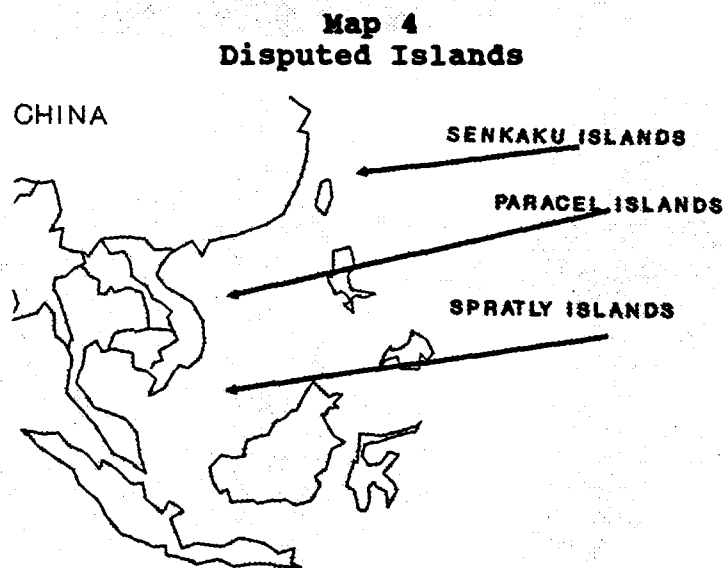 Map 4
Disputed Islands
CHINA
SENKAKU ISLANDS
PARACEL ISLANDS
SPRATLY ISLANDS